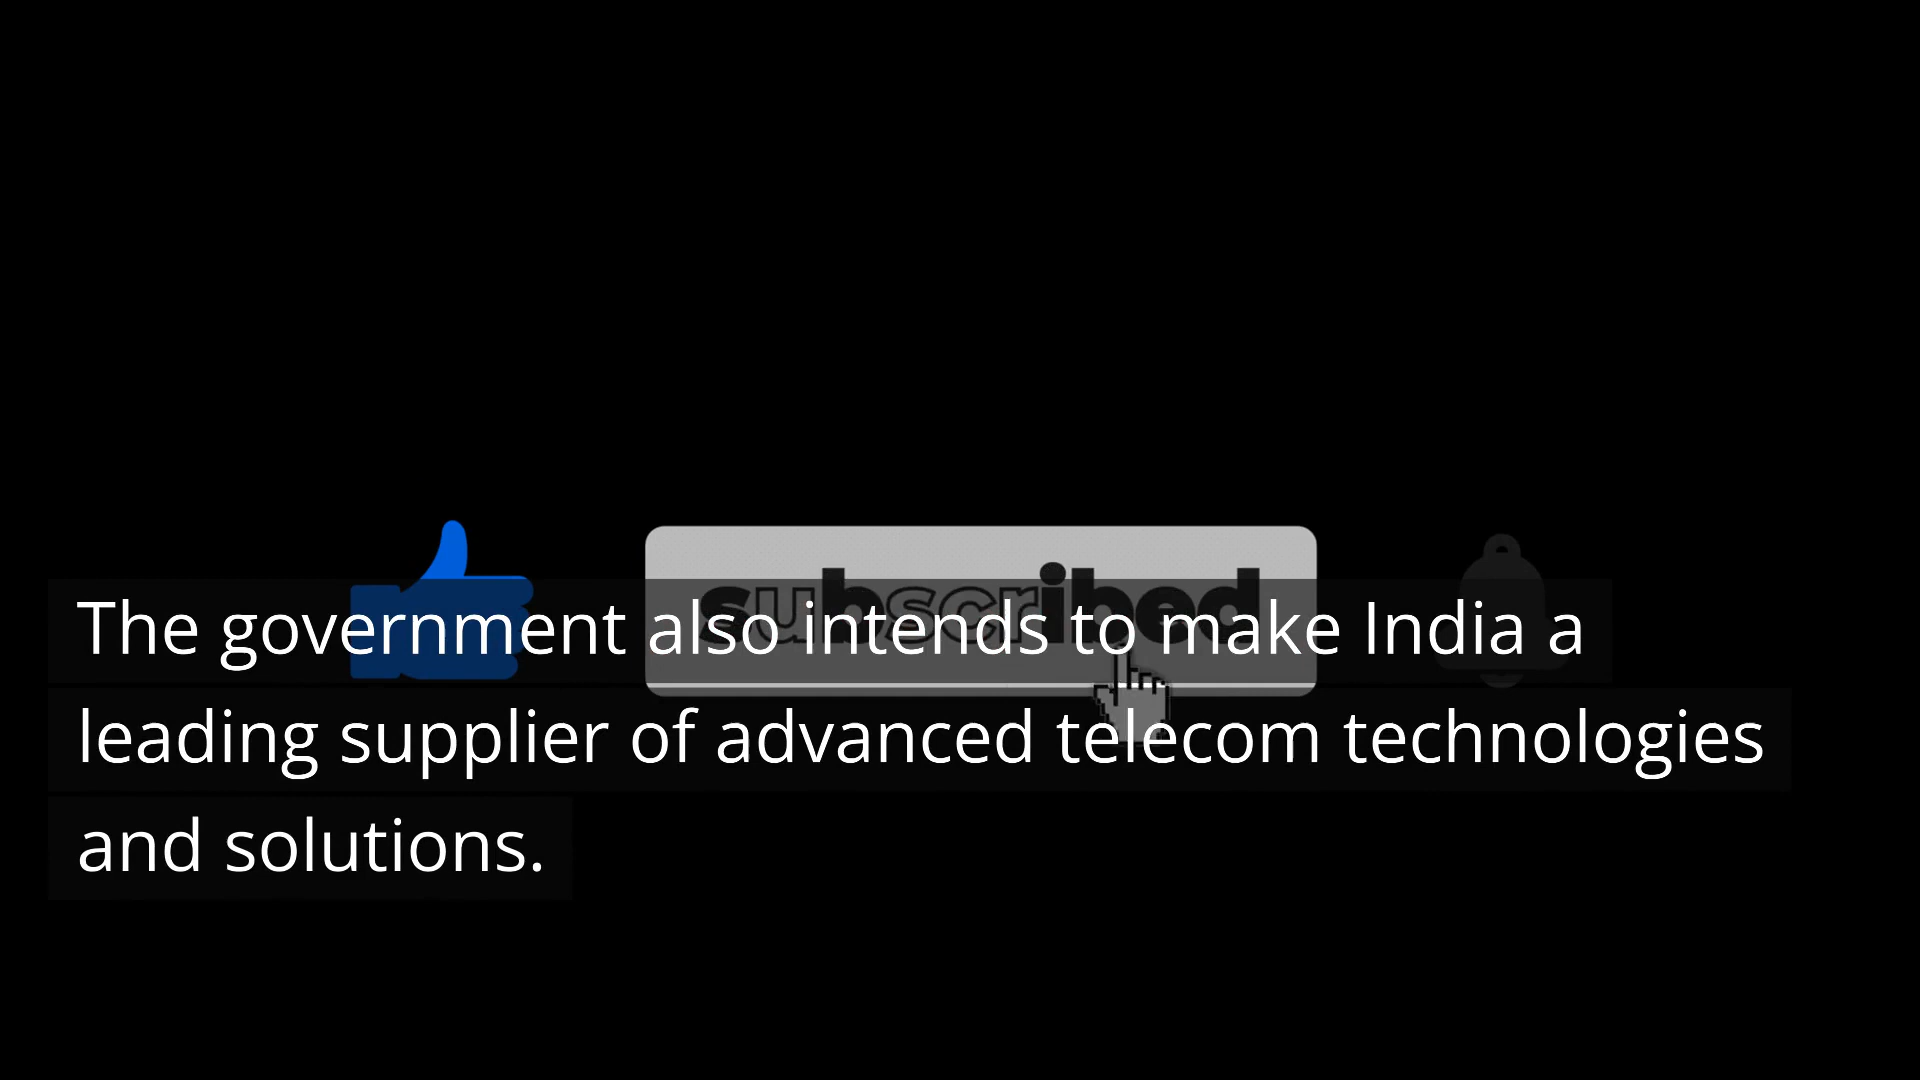 subscribed
The government also intends to make India a
leading supplier of advanced telecom technologies
and solutions.